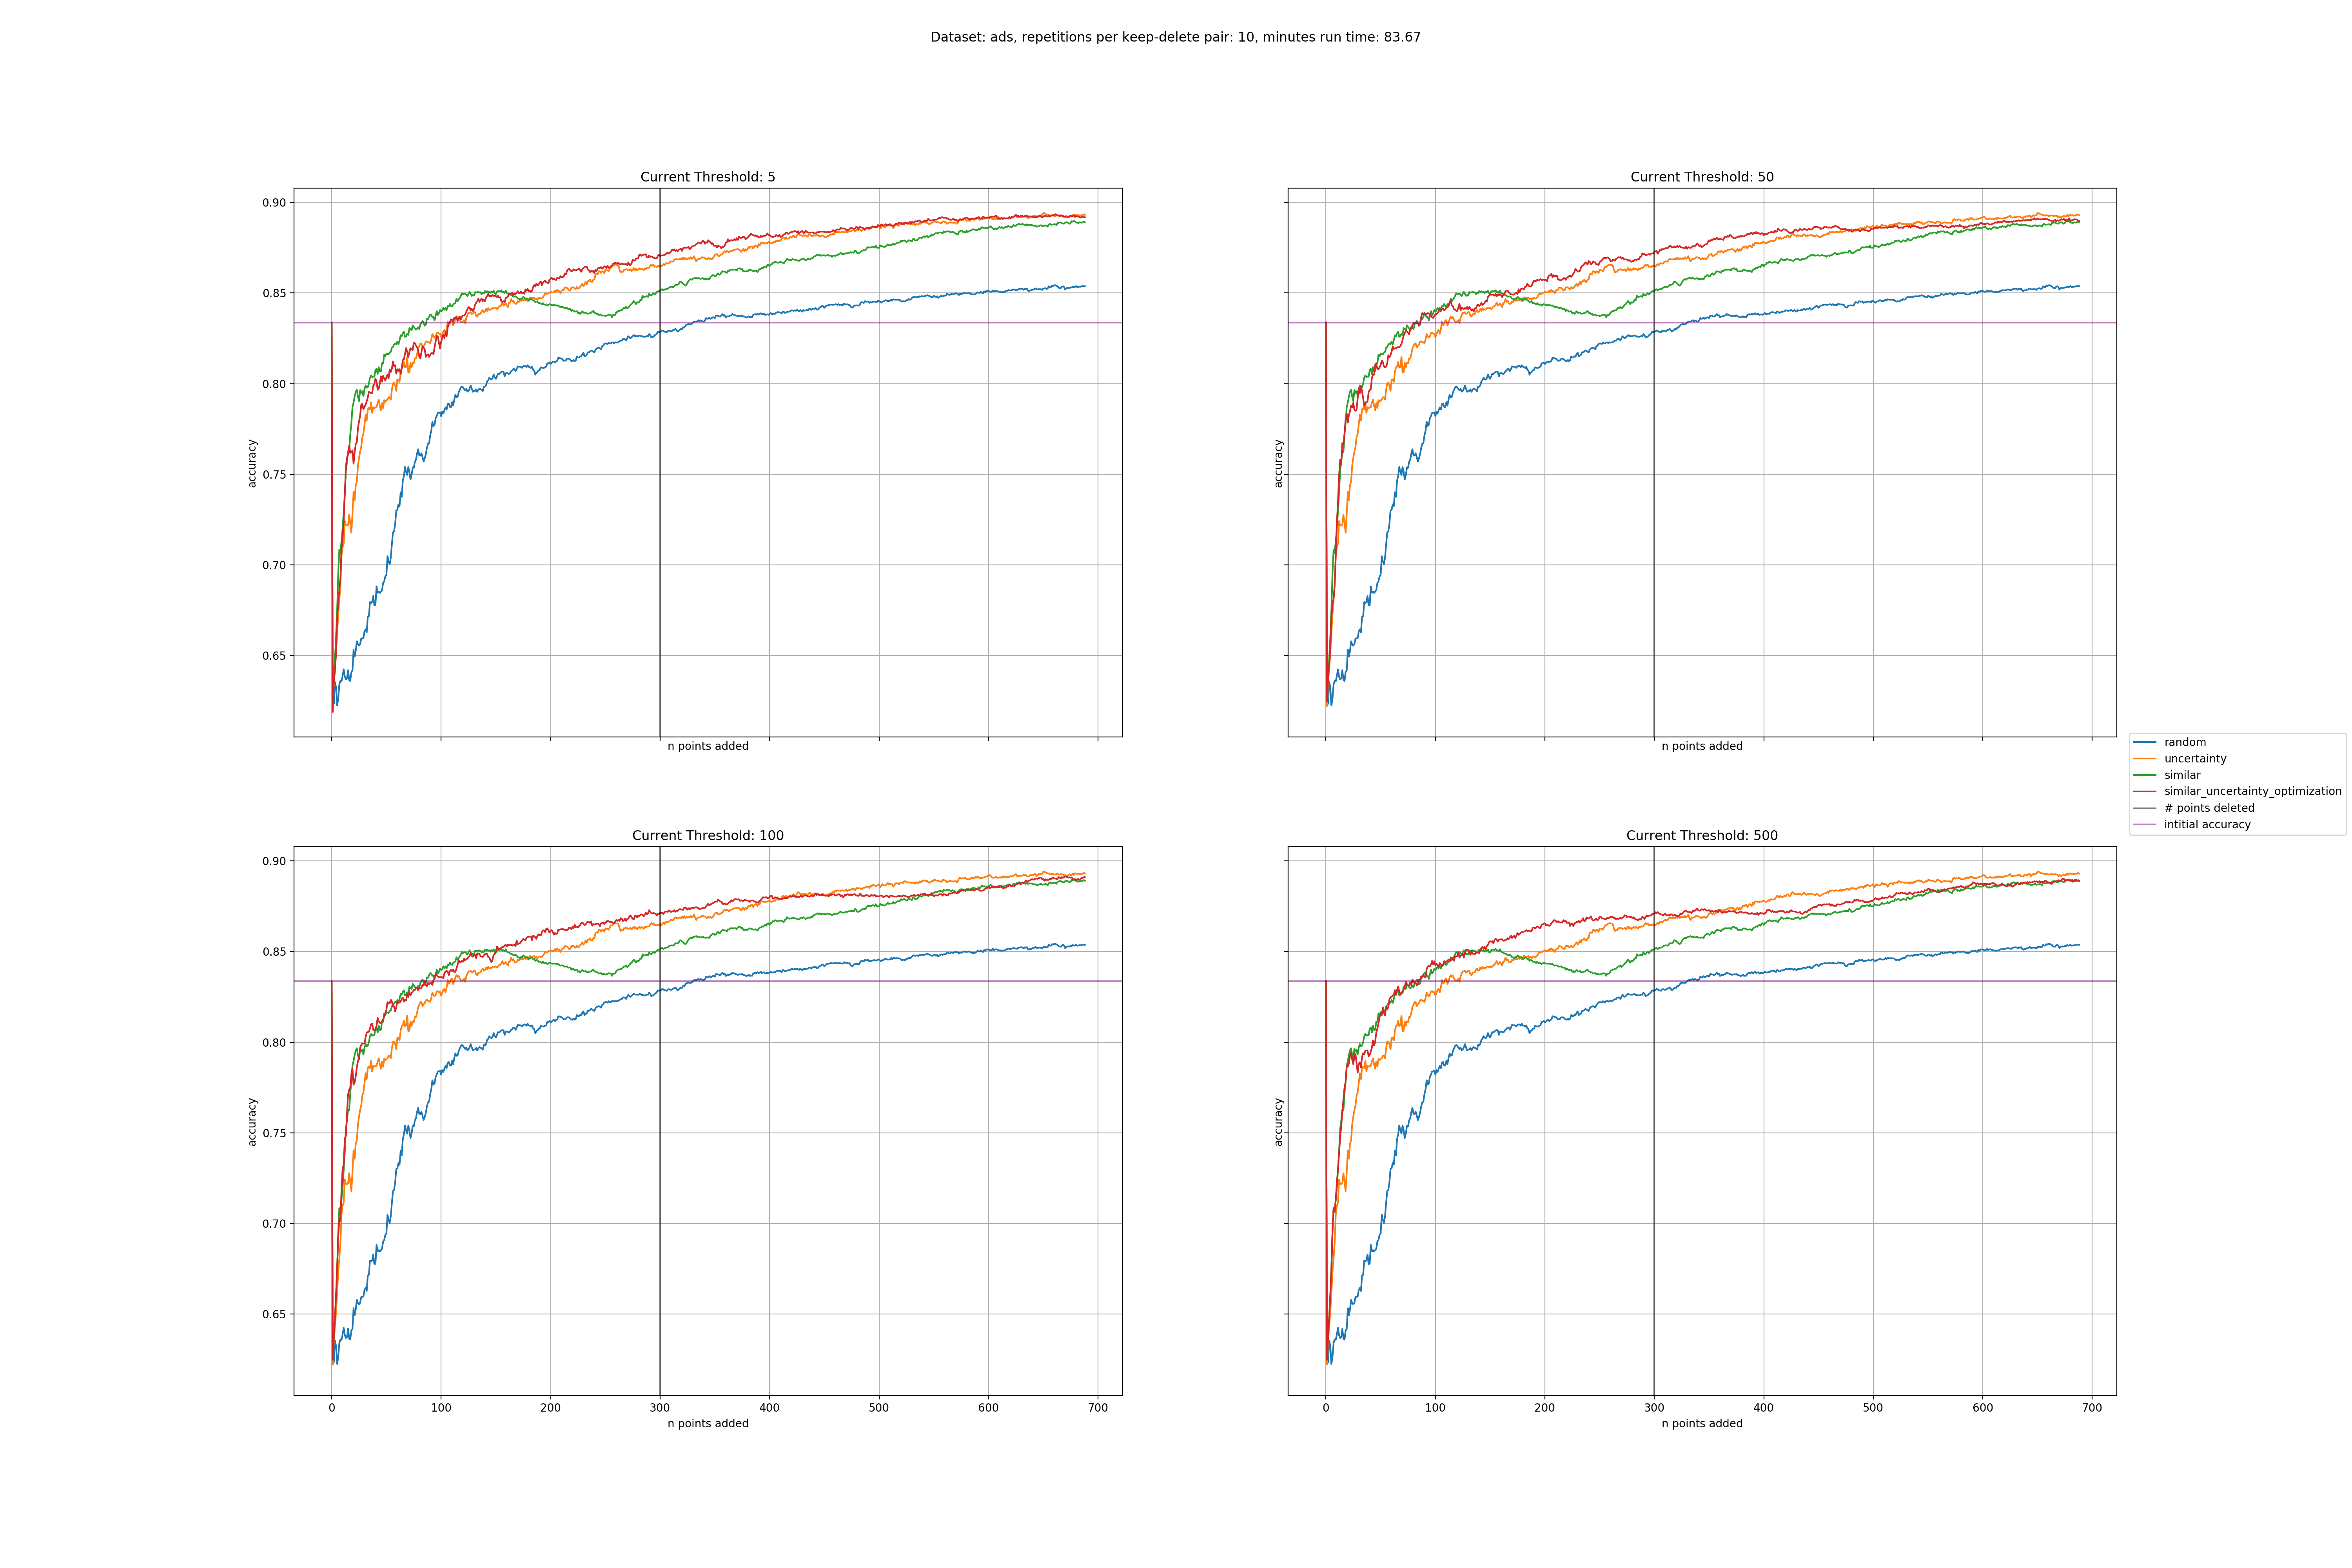 Dataset: ads, repetitions per keep-delete pair: 10, minutes run time: 83.67
Current Threshold: 5
0.90
0.85
0.80
0.75
0.70
0.65
accuracy
n points added
Current Threshold: 50
accuracy
n points added
random
uncertainty
similar
similar_uncertainty_optimization
# points deleted
intitial accuracy
Current Threshold: 100
0.90
0.85
0.80
0.75
0.70
0.65
accuracy
0 100 200 300 400 500 600 700
n points added
Current Threshold: 500
accuracy
0 100 200 300 400 500 600 700
n points added